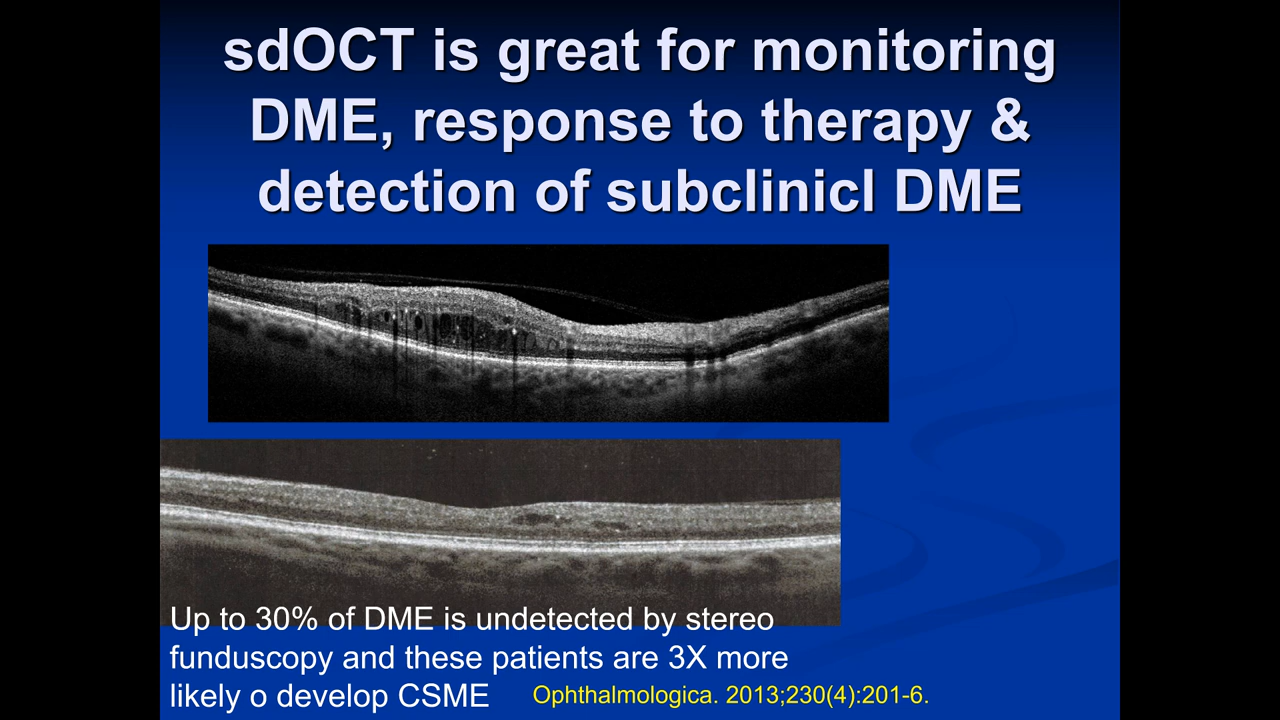 sdOCT is great for monitoring
DME, response to therapy &
detection of subclinicl DME
Up to 30% of DME is undetected by stereo
funduscopy and these patients are 3X more
likely o develop CSME
Ophthalmologica. 2013;230(4):201-6.